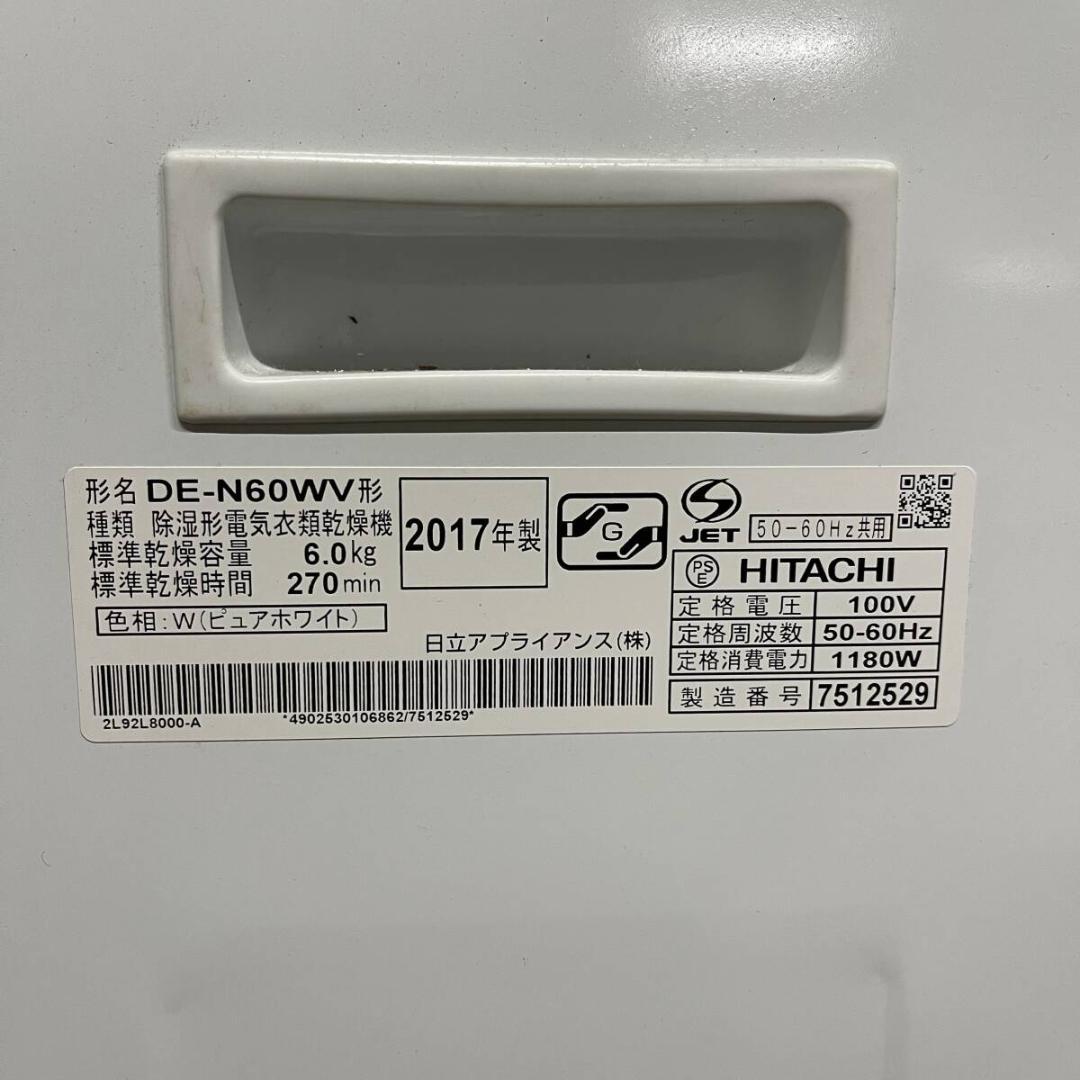 形名 DE-N60WV形
種類 除湿形電気衣類乾燥機
標準乾燥容量 6.0kg
標準乾燥時間 270min
色相:W(ピュアホワイト)
2017年製
G
S
JET
50-60Hz共用
日立アプライアンス(株)
PS
E
HITACHI
定格電圧 100V
定格周波数 50-60Hz
定格消費電力 1180W
製造番号 7512529
2L92L8000-A
*4902530106862/7512529*